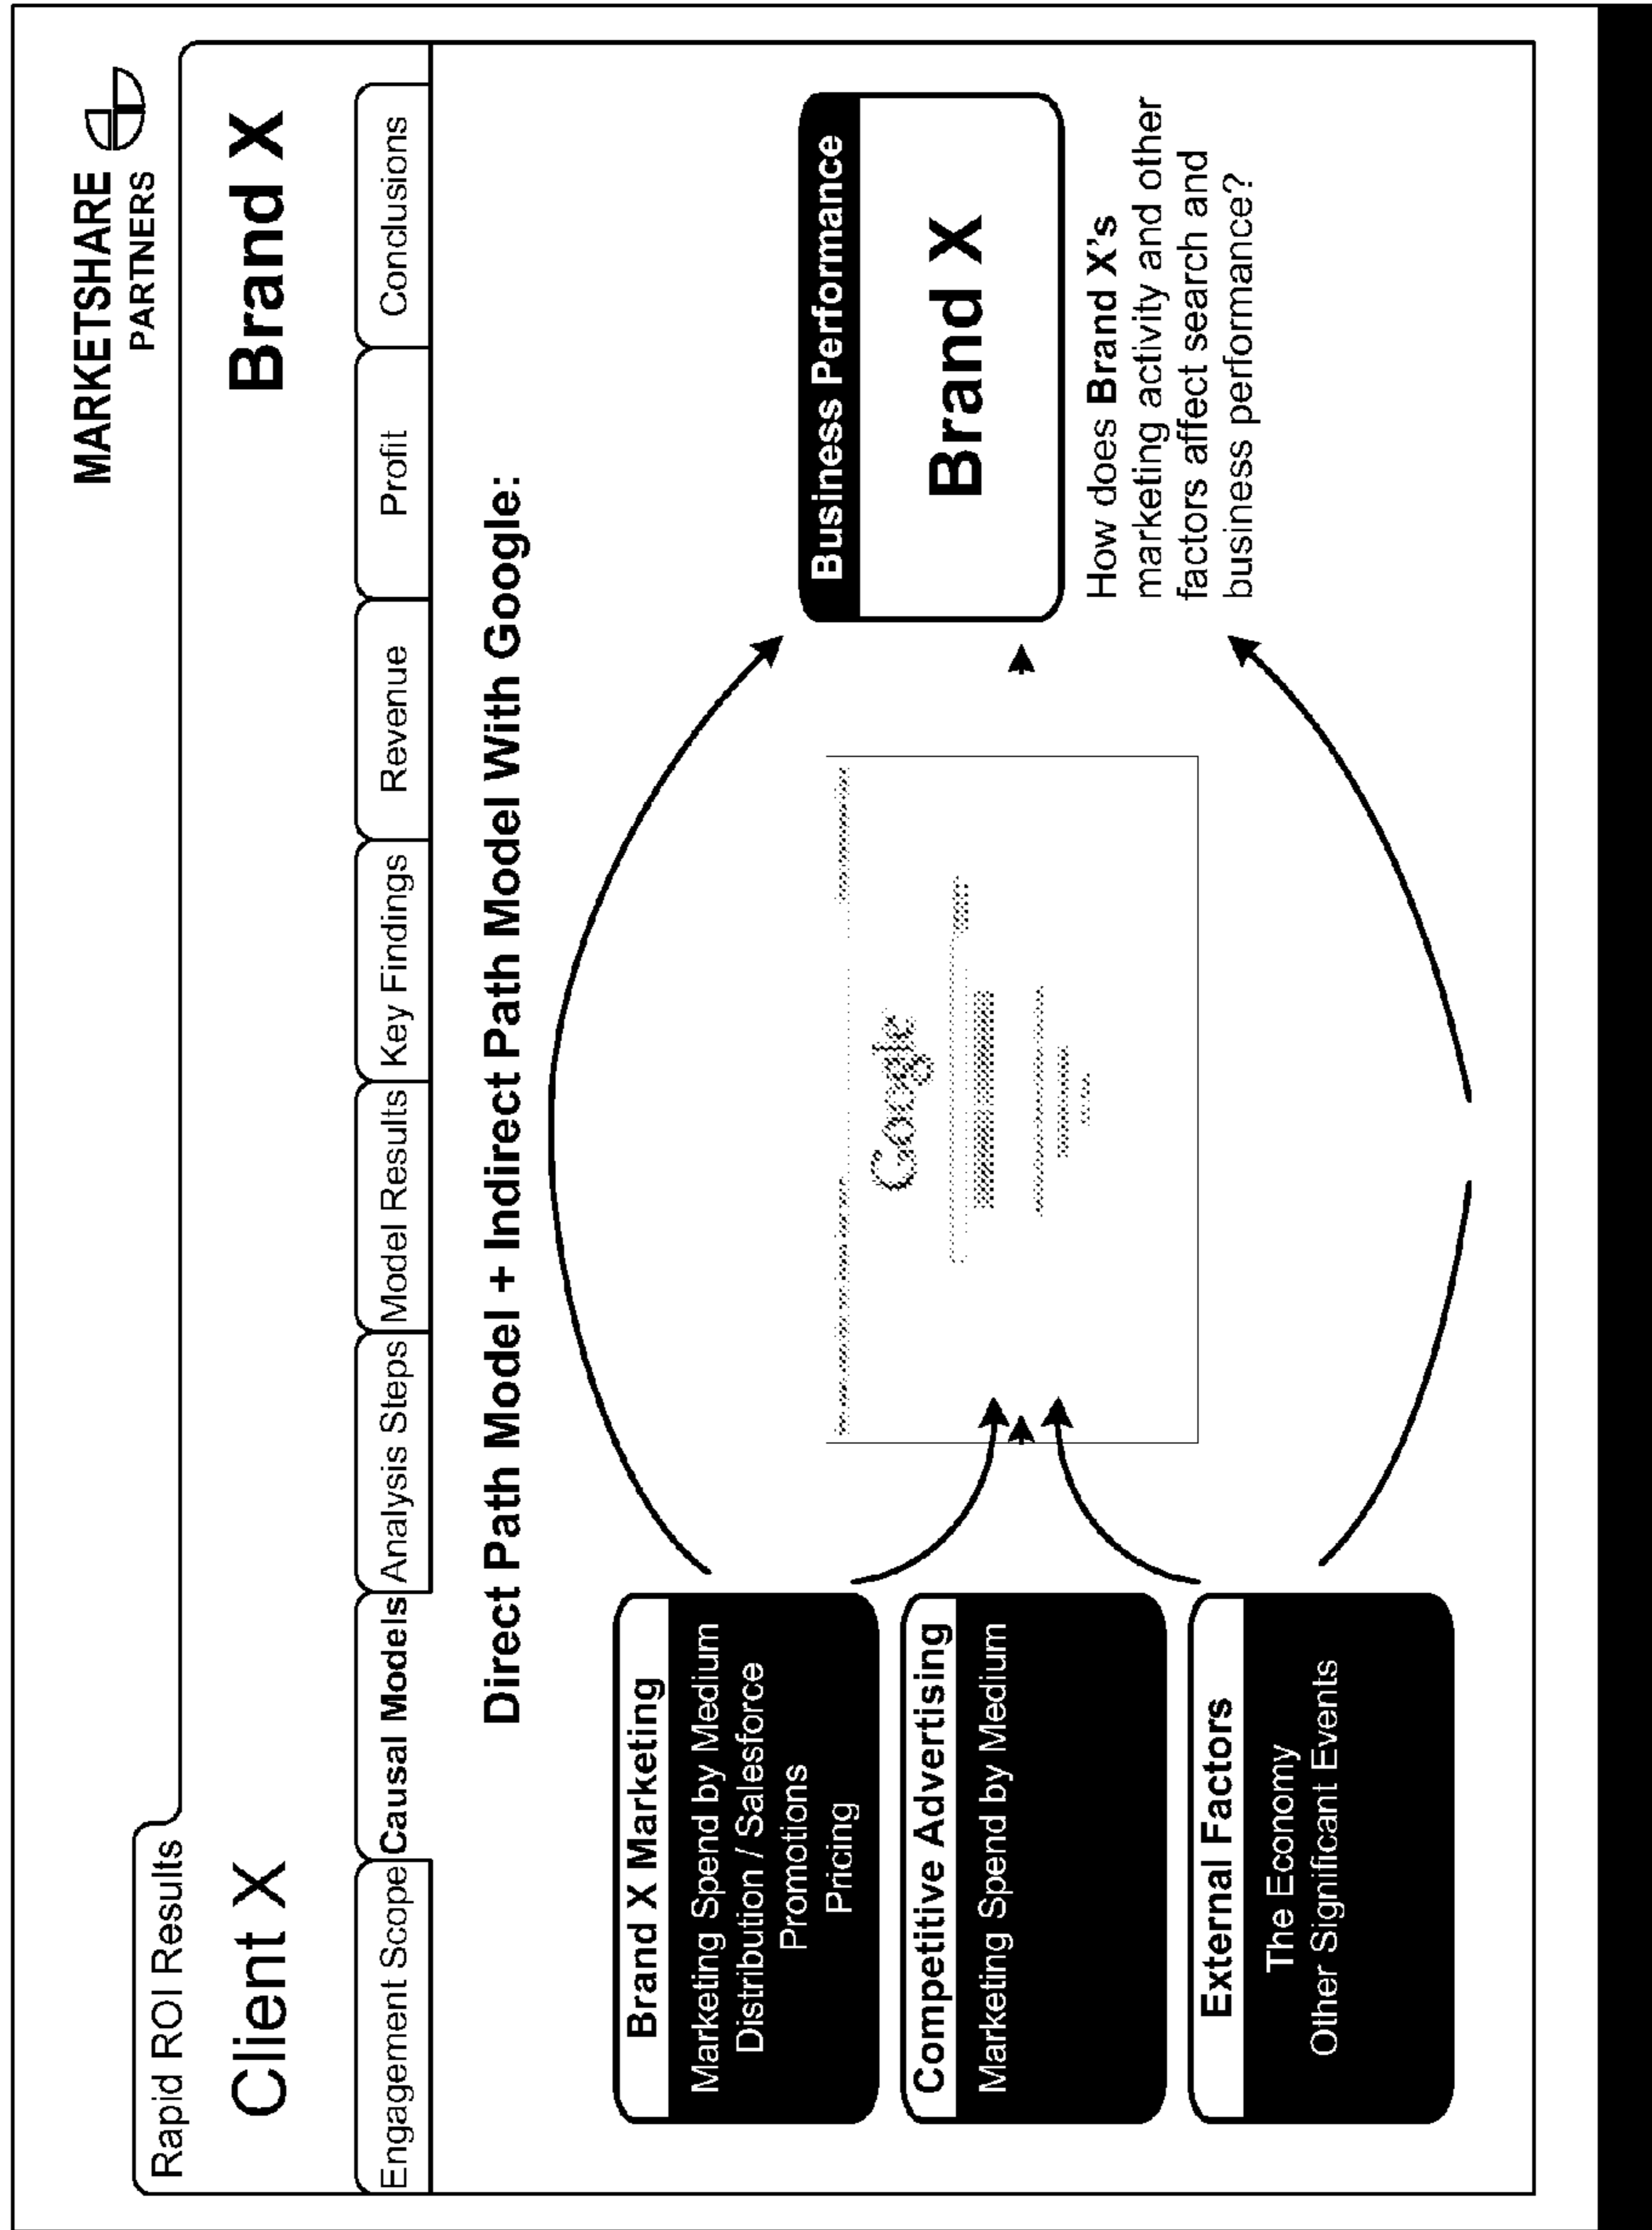 MARKETSHARE
PARTNERS
Rapid ROI Results
Client X
Brand X
Engagement Scope
Causal Models
Analysis Steps
Model Results
Key Findings
Revenue
Profit
Conclusions
Direct Path Model + Indirect Path Model With Google:
Brand X Marketing
Marketing Spend by Medium
Distribution / Salesforce
Promotions
Pricing
Competitive Advertising
Marketing Spend by Medium
External Factors
The Economy
Other Significant Events
Google
Business Performance
Brand X
How does Brand X's
marketing activity and other
factors affect search and
business performance?